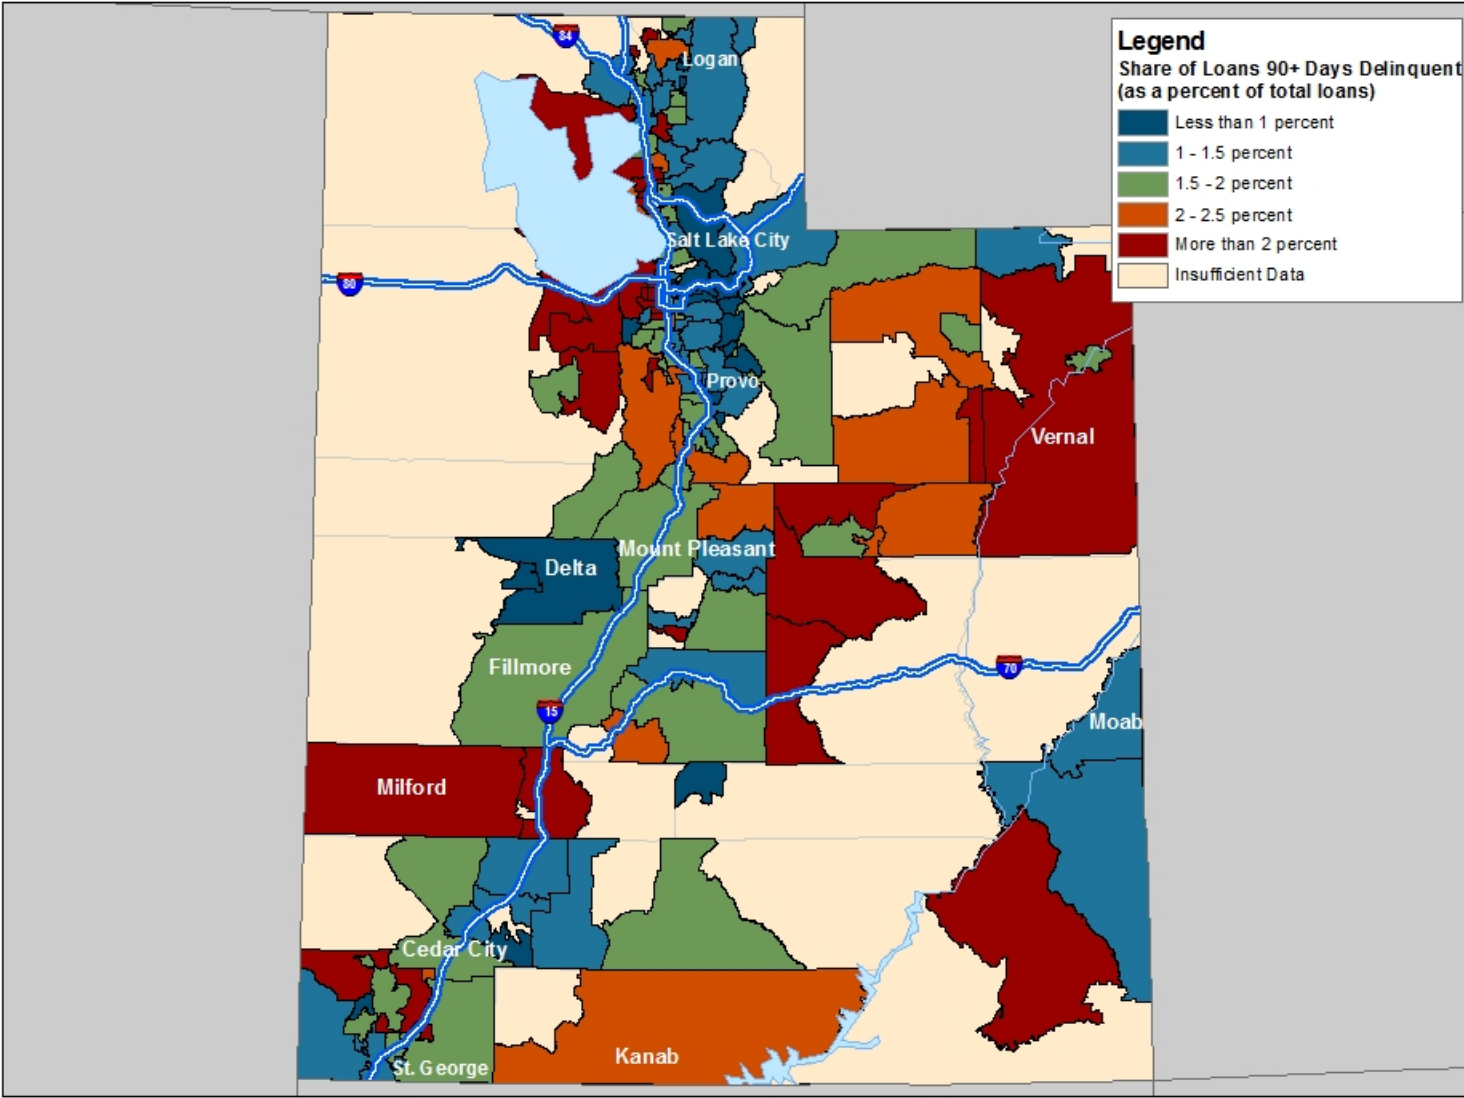 Legend
Share of Loans 90+ Days Delinquent
(as a percent of total loans)
Less than 1 percent
1 - 1.5 percent
1.5 - 2 percent
2 - 2.5 percent
More than 2 percent
Insufficient Data
84
Logan
Salt Lake City
80
Provo
Vernal
Mount Pleasant
Delta
Fillmore
70
15
Moab
Milford
Cedar City
Kanab
St. George